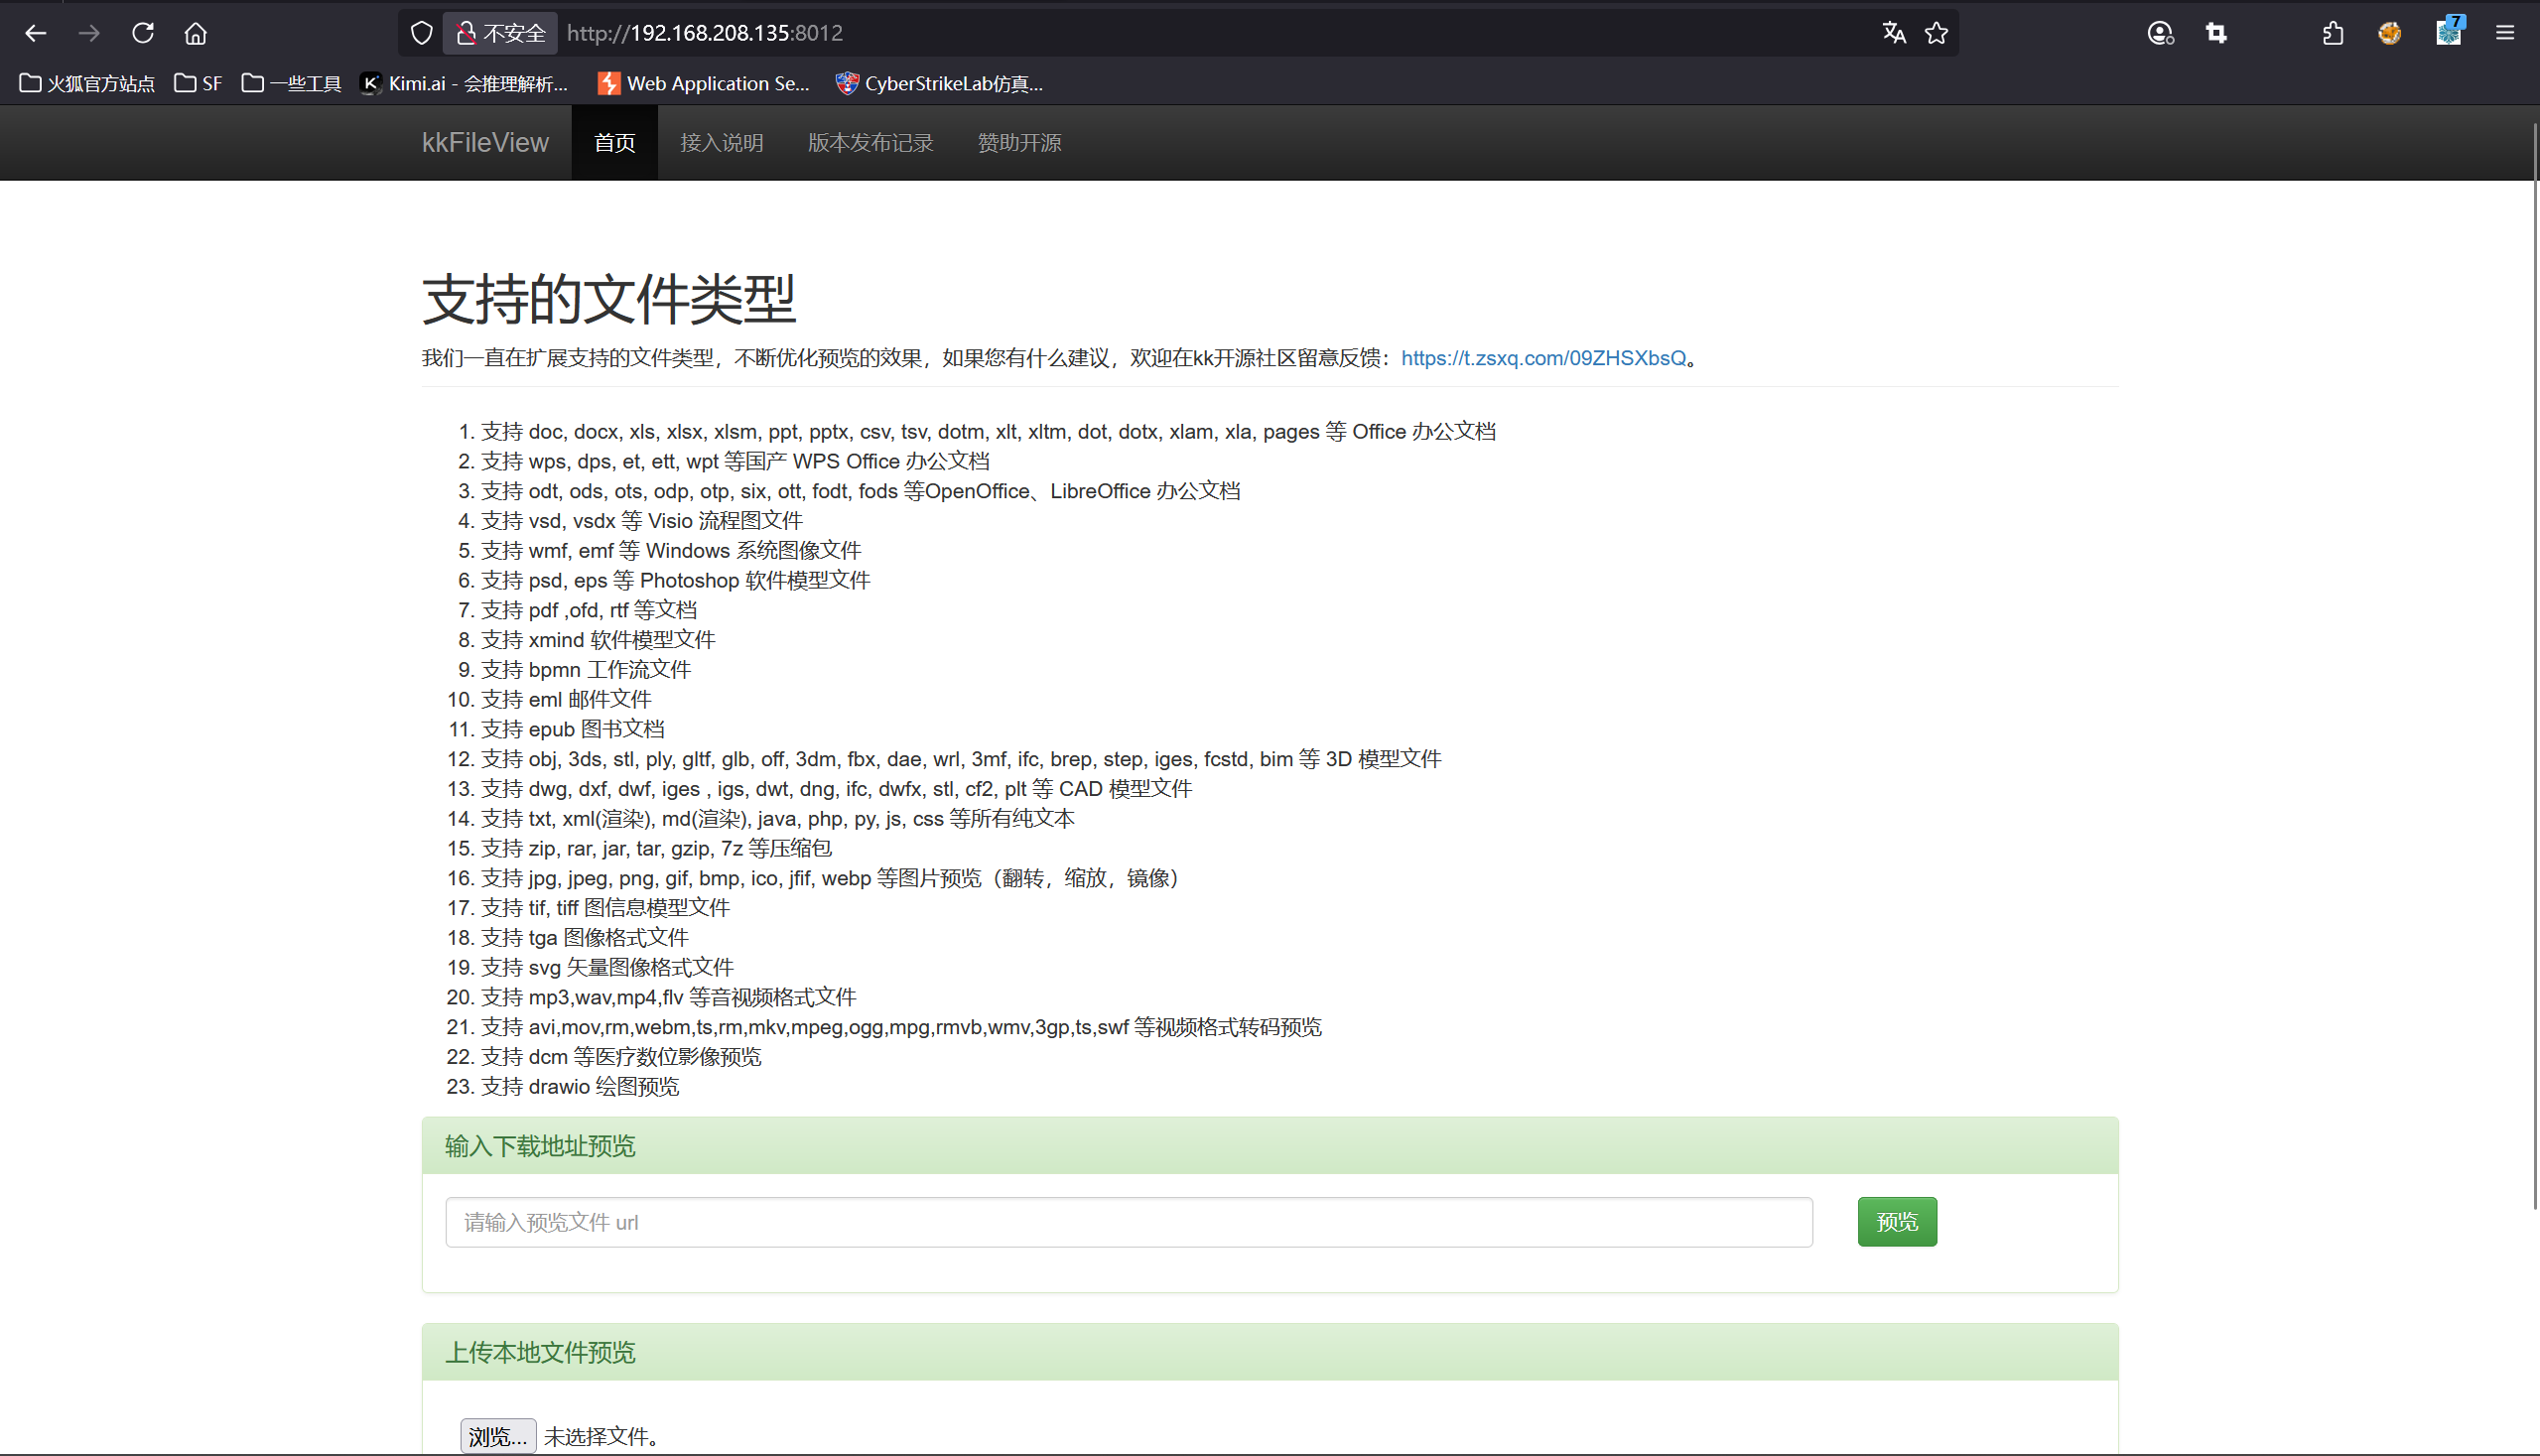 不安全 http://192.168.208.135:8012
7
火狐官方站点 SF 一些工具 Kimi.ai - 会推理解析... Web Application Se... CyberStrikeLab仿真...
kkFileView 首页 接入说明 版本发布记录 赞助开源
支持的文件类型
我们一直在扩展支持的文件类型，不断优化预览的效果，如果您有什么建议，欢迎在kk开源社区留意反馈：https://t.zsxq.com/09ZHSXbsQ。
1. 支持 doc, docx, xls, xlsx, xlsm, ppt, pptx, csv, tsv, dotm, xlt, xltm, dot, dotx, xlam, xla, pages 等 Office 办公文档
2. 支持 wps, dps, et, ett, wpt 等国产 WPS Office 办公文档
3. 支持 odt, ods, ots, odp, otp, six, ott, fodt, fods 等OpenOffice、LibreOffice 办公文档
4. 支持 vsd, vsdx 等 Visio 流程图文件
5. 支持 wmf, emf 等 Windows 系统图像文件
6. 支持 psd, eps 等 Photoshop 软件模型文件
7. 支持 pdf ,ofd, rtf 等文档
8. 支持 xmind 软件模型文件
9. 支持 bpmn 工作流文件
10. 支持 eml 邮件文件
11. 支持 epub 图书文档
12. 支持 obj, 3ds, stl, ply, gltf, glb, off, 3dm, fbx, dae, wrl, 3mf, ifc, brep, step, iges, fcstd, bim 等 3D 模型文件
13. 支持 dwg, dxf, dwf, iges , igs, dwt, dng, ifc, dwfx, stl, cf2, plt 等 CAD 模型文件
14. 支持 txt, xml(渲染), md(渲染), java, php, py, js, css 等所有纯文本
15. 支持 zip, rar, jar, tar, gzip, 7z 等压缩包
16. 支持 jpg, jpeg, png, gif, bmp, ico, jfif, webp 等图片预览（翻转，缩放，镜像）
17. 支持 tif, tiff 图信息模型文件
18. 支持 tga 图像格式文件
19. 支持 svg 矢量图像格式文件
20. 支持 mp3,wav,mp4,flv 等音视频格式文件
21. 支持 avi,mov,rm,webm,ts,rm,mkv,mpeg,ogg,mpg,rmvb,wmv,3gp,ts,swf 等视频格式转码预览
22. 支持 dcm 等医疗数位影像预览
23. 支持 drawio 绘图预览
输入下载地址预览
请输入预览文件 url 预览
上传本地文件预览
浏览... 未选择文件。